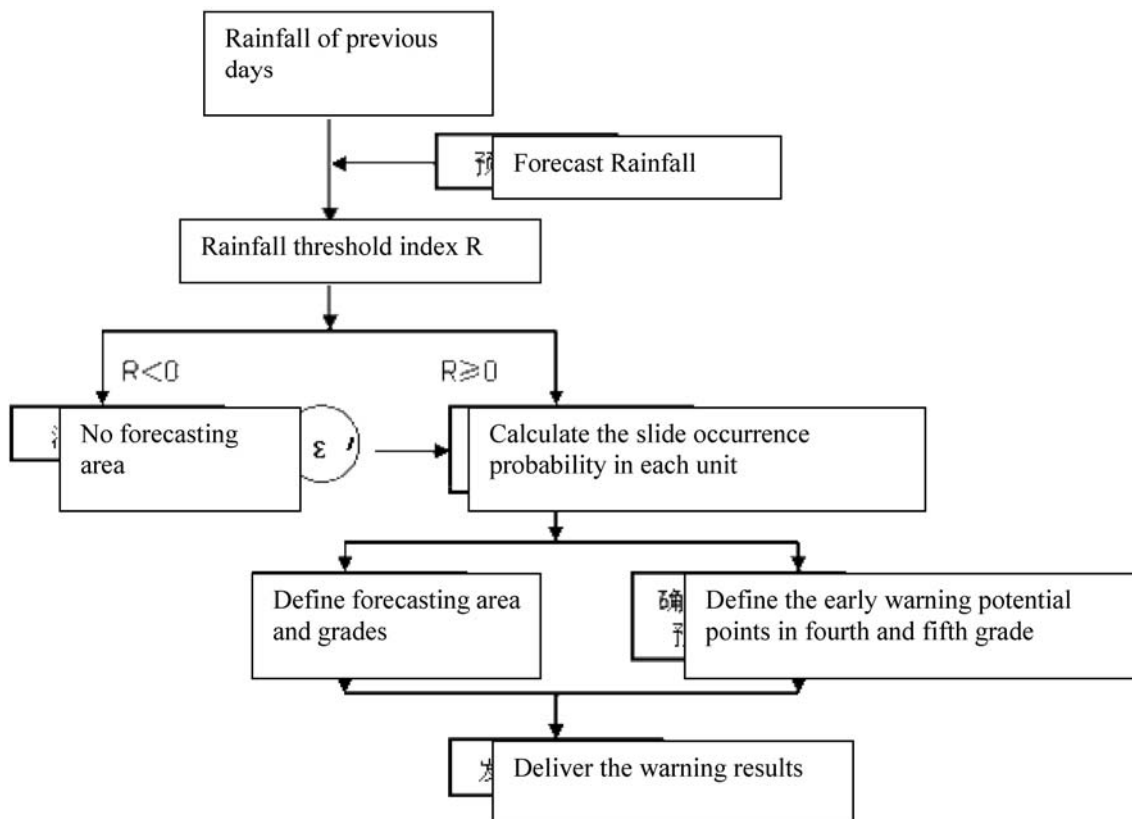 Rainfall of previous
days
预
Forecast Rainfall
Rainfall threshold index R
R<0
R≥0
No forecasting
area
ε ′
Calculate the slide occurrence
probability in each unit
Define forecasting area
and grades
确
Define the early warning potential
points in fourth and fifth grade
Deliver the warning results